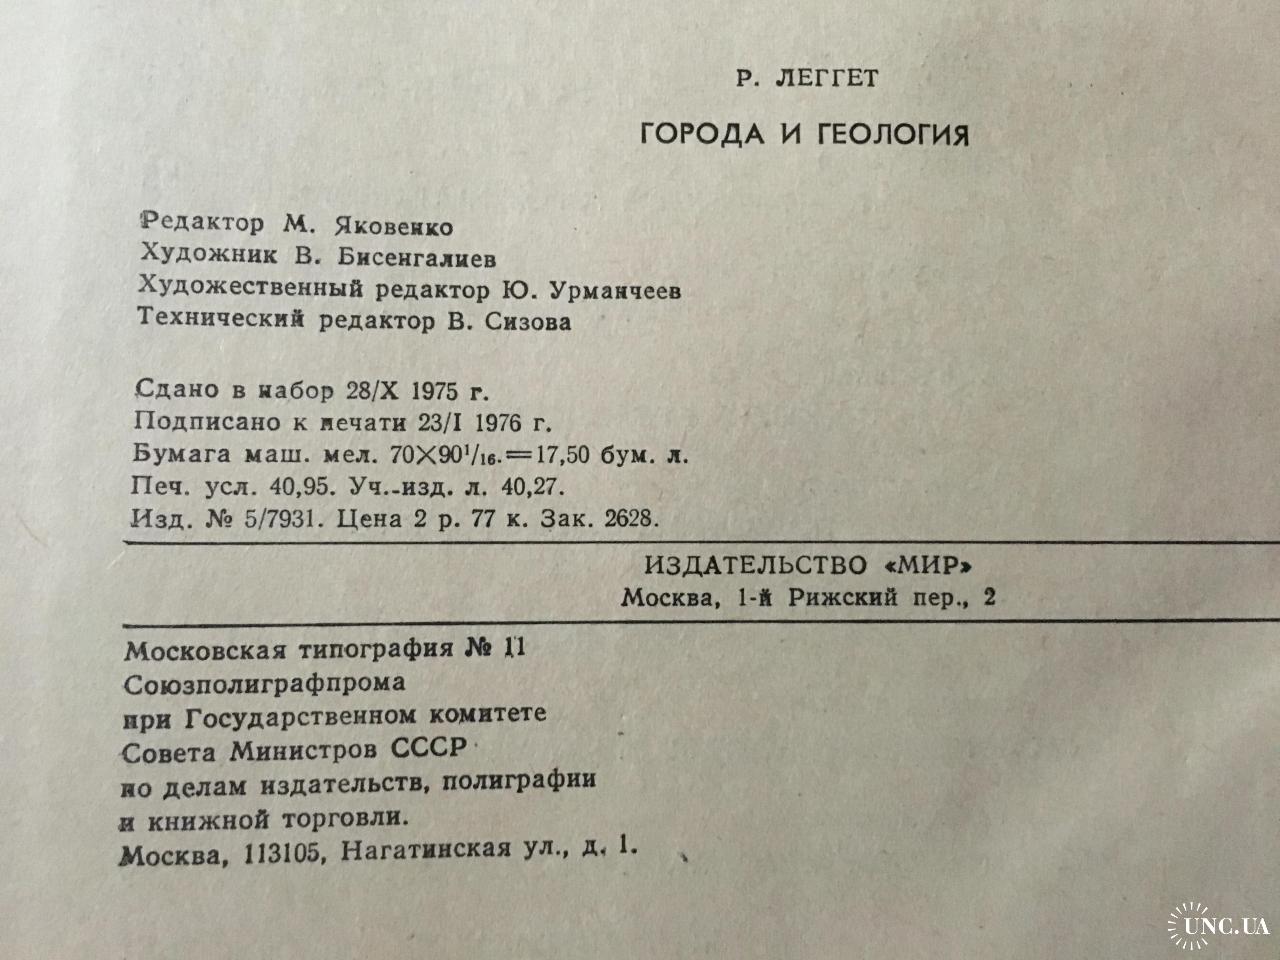 Р. ЛЕГГЕТ
ГОРОДА И ГЕОЛОГИЯ
Редактор М. Яковенко
Художник В. Бисенгалиев
Художественный редактор Ю. Урманчеев
Технический редактор В. Сизова
Сдано в набор 28/X 1975 г.
Подписано к печати 23/I 1976 г.
Бумага маш. мел. 70×90¹/₁₆.=17,50 бум. л.
Печ. усл. 40,95. Уч.-изд. л. 40,27.
Изд. № 5/7931. Цена 2 р. 77 к. Зак. 2628.
ИЗДАТЕЛЬСТВО «МИР»
Москва, 1-й Рижский пер., 2
Московская типография № 11
Союзполиграфпрома
при Государственном комитете
Совета Министров СССР
по делам издательств, полиграфии
и книжной торговли.
Москва, 113105, Нагатинская ул., д. 1.
UNC.UA